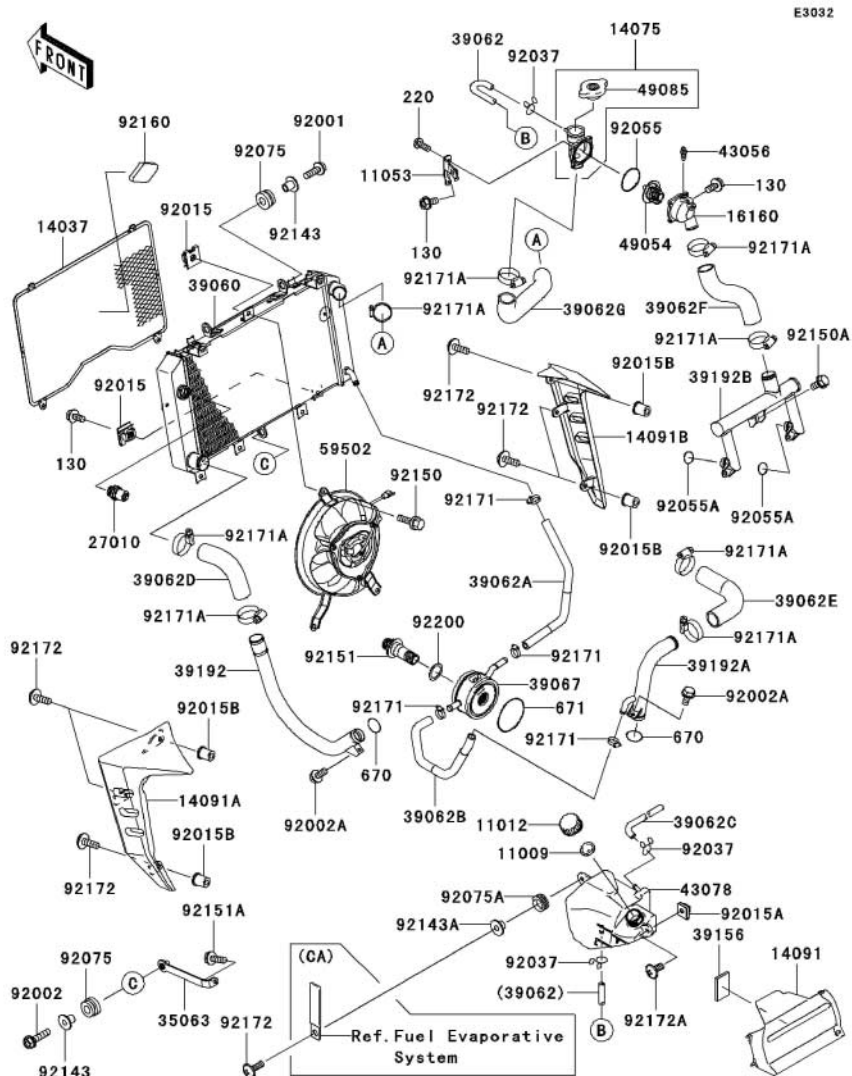 E3032
FRONT
39062
92037
14075
220
49085
92160
92001
B
92055
43056
92075
11053
130
14037
92015
16160
92143
130
A
49054
92171A
39060
92171A
92171A
39062G
39062F
A
92171A
92150A
92015
92172
92015B
39192B
92172
14091B
130
C
59502
92150
92171
92055A
92055A
27010
92171A
92015B
92171A
39062D
39062A
39062E
92171A
92200
92171A
39192
92151
92171
39192A
92172
39067
92002A
92015B
92171
671
670
92171
670
14091A
39062B
92002A
11012
39062C
92015B
11009
92037
92172
92075A
43078
92151A
92143A
92015A
(CA)
39156
92075
92037
14091
C
(39062)
92002
35063
92172
B
92172A
Ref.Fuel Evaporative
System
92143